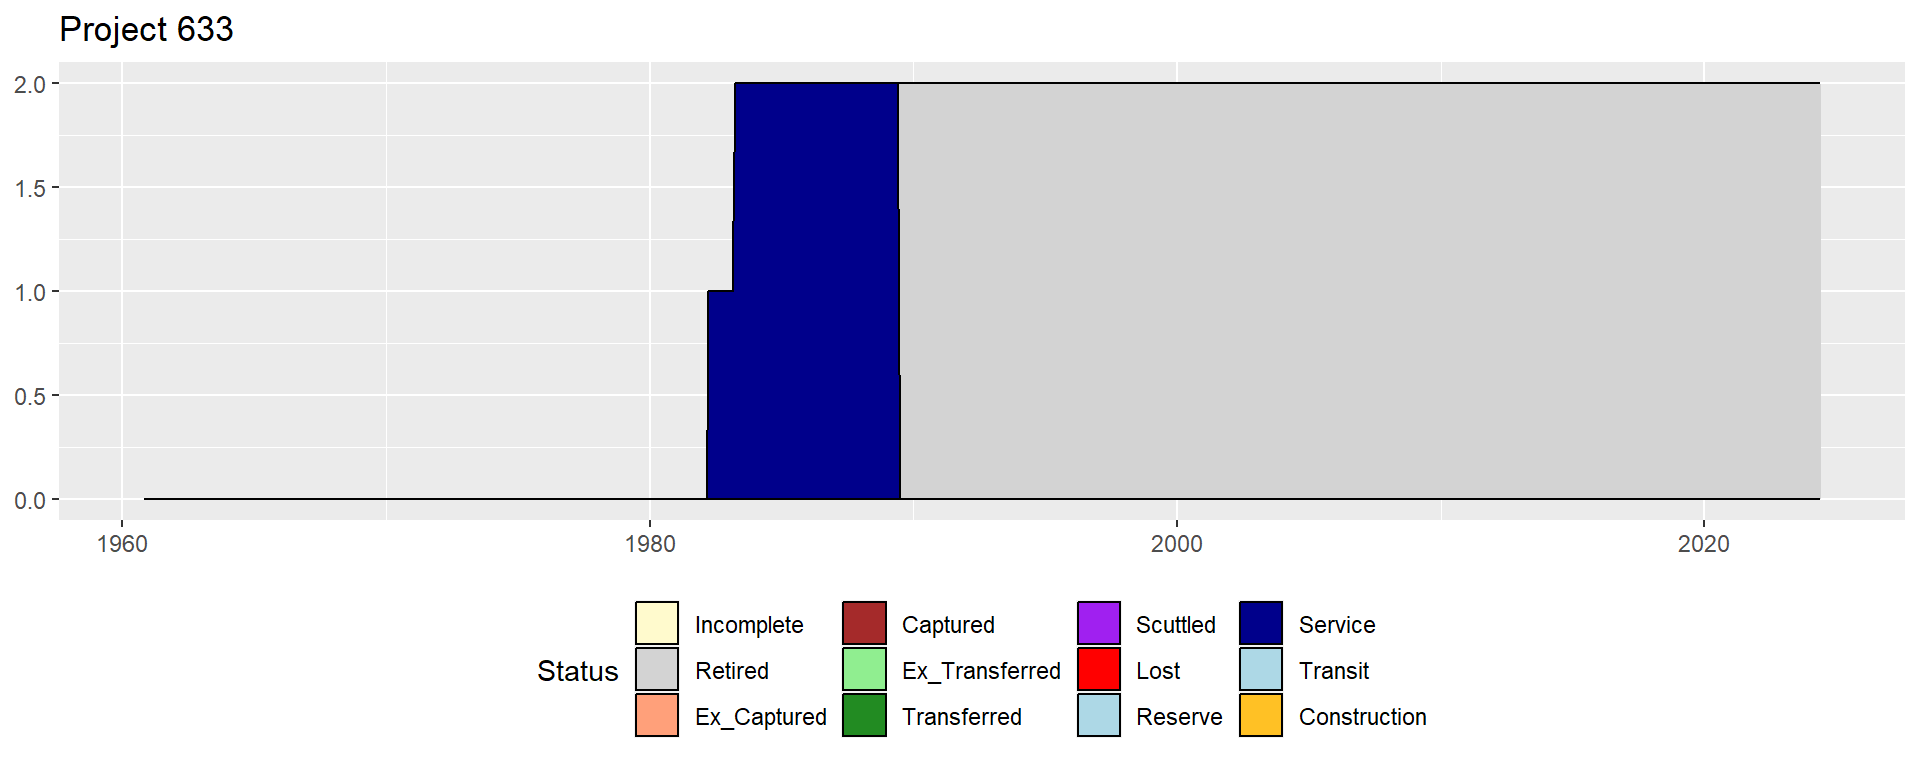 Project 633
2.0
1.5
1.0
0.5
0.0
1960 1980 2000 2020
Status
Incomplete Captured Scuttled Service
Retired Ex_Transferred Lost Transit
Ex_Captured Transferred Reserve Construction